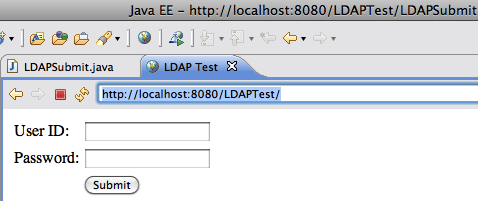 Java EE - http://localhost:8080/LDAPTest/LDAPSubmit
LDAPSubmit.java LDAP Test
http://localhost:8080/LDAPTest/
User ID:
Password:
Submit